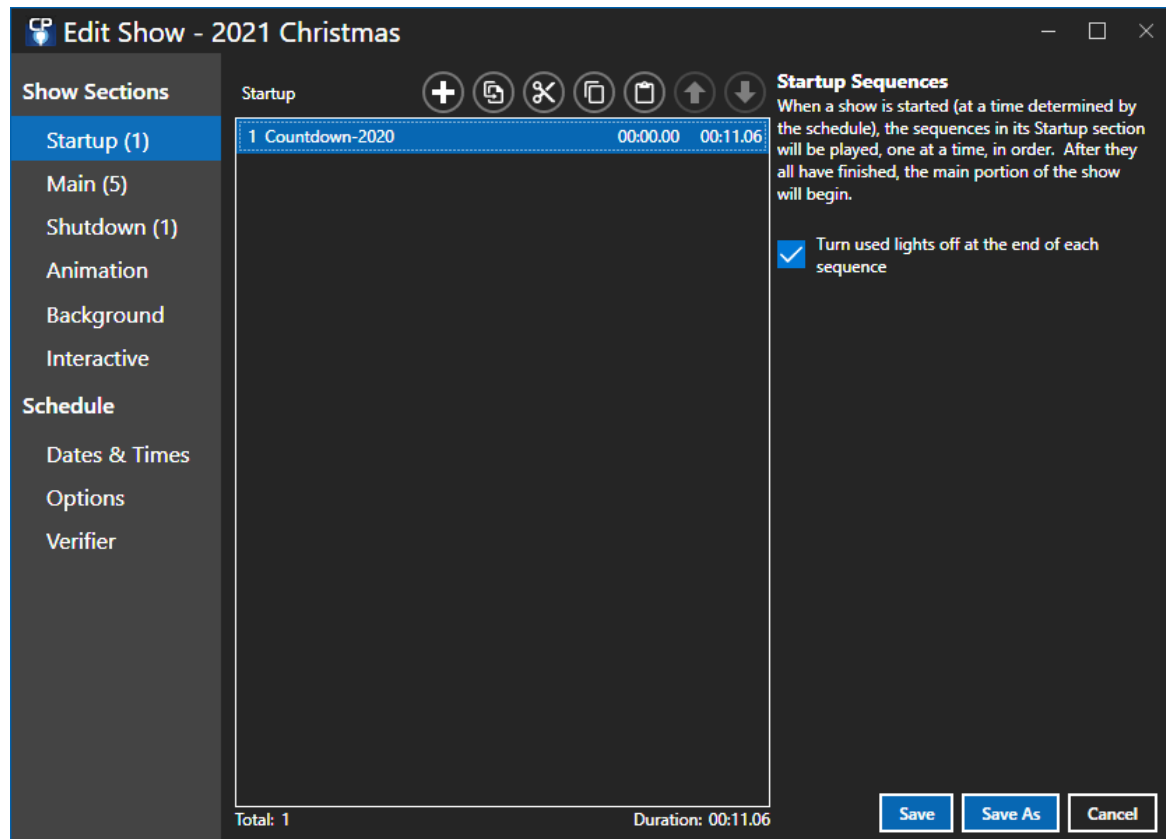 CP Edit Show - 2021 Christmas
Show Sections
Startup (1)
Main (5)
Shutdown (1)
Animation
Background
Interactive
Schedule
Dates & Times
Options
Verifier
Startup
1 Countdown-2020 00:00.00 00:11.06
Total: 1 Duration: 00:11.06
Startup Sequences
When a show is started (at a time determined by
the schedule), the sequences in its Startup section
will be played, one at a time, in order. After they
all have finished, the main portion of the show
will begin.
Turn used lights off at the end of each
sequence
Save Save As Cancel